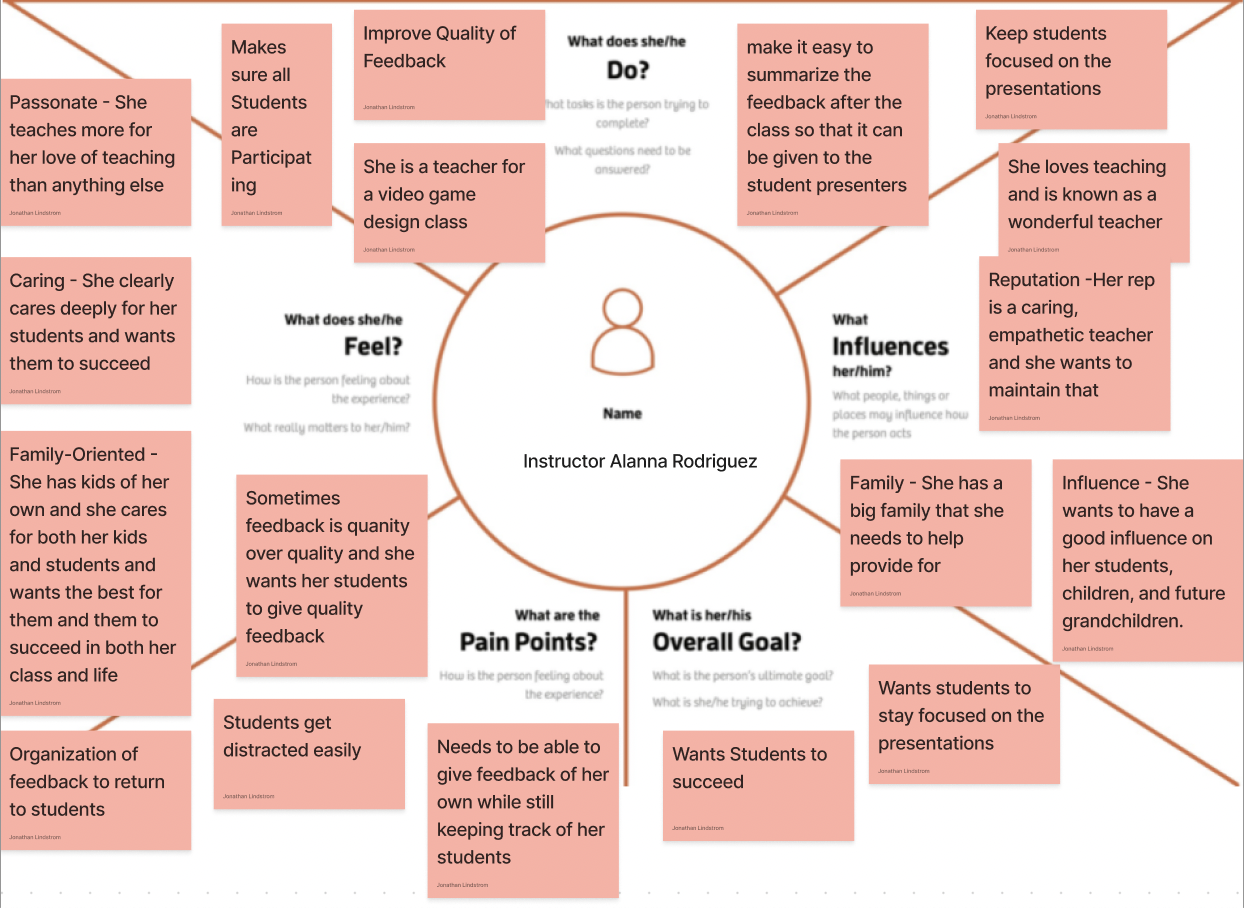 Passonate - She
teaches more for
her love of teaching
than anything else
Jonathan Lindstrom
Makes
sure all
Students
are
Participat
ing
Jonathan Lindstrom
Improve Quality of
Feedback
Jonathan Lindstrom
She is a teacher for
a video game
design class
Jonathan Lindstrom
What does she/he
Do?
hat tasks is the person trying to
complete?
What questions need to be
answered?
make it easy to
summarize the
feedback after the
class so that it can
be given to the
student presenters
Jonathan Lindstrom
Keep students
focused on the
presentations
Jonathan Lindstrom
She loves teaching
and is known as a
wonderful teacher
Jonathan Lindstrom
Caring - She clearly
cares deeply for her
students and wants
them to succeed
Jonathan Lindstrom
What does she/he
Feel?
How is the person feeling about
the experience?
What really matters to her/him?
Name
Instructor Alanna Rodriguez
What
Influences
her/him?
What people, things or
places may influence how
the person acts
Reputation -Her rep
is a caring,
empathetic teacher
and she wants to
maintain that
Jonathan Lindstrom
Family-Oriented -
She has kids of her
own and she cares
for both her kids
and students and
wants the best for
them and them to
succeed in both her
class and life
Jonathan Lindstrom
Sometimes
feedback is quanity
over quality and she
wants her students
to give quality
feedback
Jonathan Lindstrom
Family - She has a
big family that she
needs to help
provide for
Jonathan Lindstrom
Influence - She
wants to have a
good influence on
her students,
children, and future
grandchildren.
Jonathan Lindstrom
What are the
Pain Points?
How is the person feeling about
the experience?
What is her/his
Overall Goal?
What is the person's ultimate goal?
What is she/he trying to achieve?
Organization of
feedback to return
to students
Jonathan Lindstrom
Students get
distracted easily
Jonathan Lindstrom
Needs to be able to
give feedback of her
own while still
keeping track of her
students
Jonathan Lindstrom
Wants Students to
succeed
Jonathan Lindstrom
Wants students to
stay focused on the
presentations
Jonathan Lindstrom